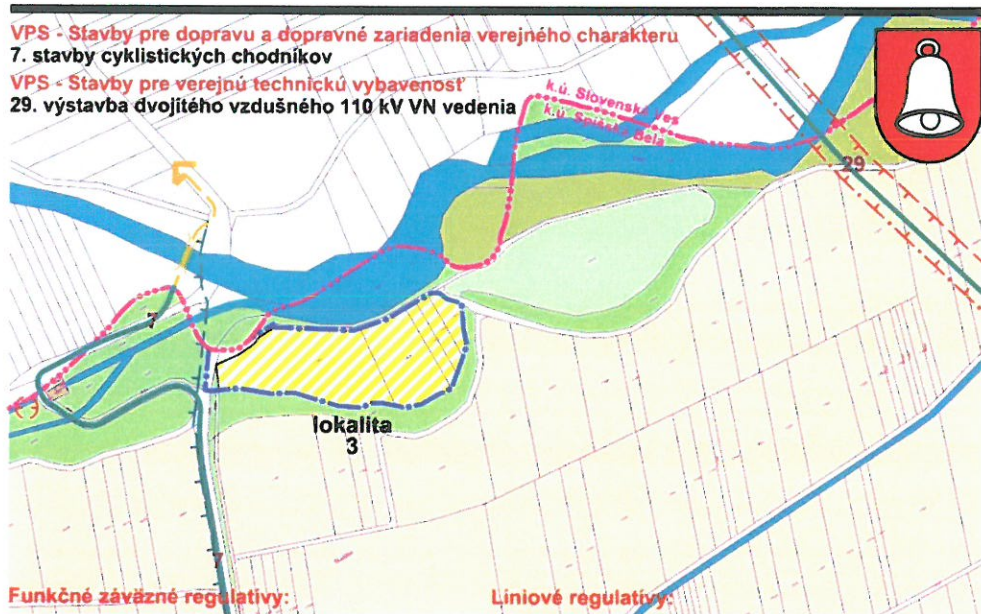 VPS - Stavby pre dopravu a dopravné zariadenia verejného charakteru
7. stavby cyklistických chodníkov
VPS - Stavby pre verejnú technickú vybavenosť
29. výstavba dvojitého vzdušného 110 kV VN vedenia
k.ú. Slovenská Ves
k.ú. Spišská Belá
29
7
lokalita
3
7
Funkčné záväzné regulatívy:
Líniové regulatívy: